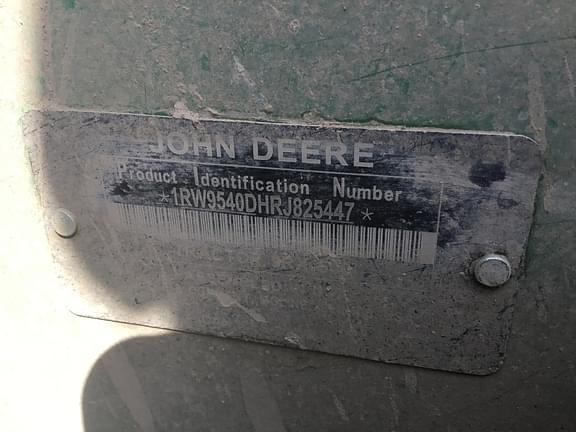 JOHN DEERE
Product Identification Number
*1RW9540DHRJ825447*